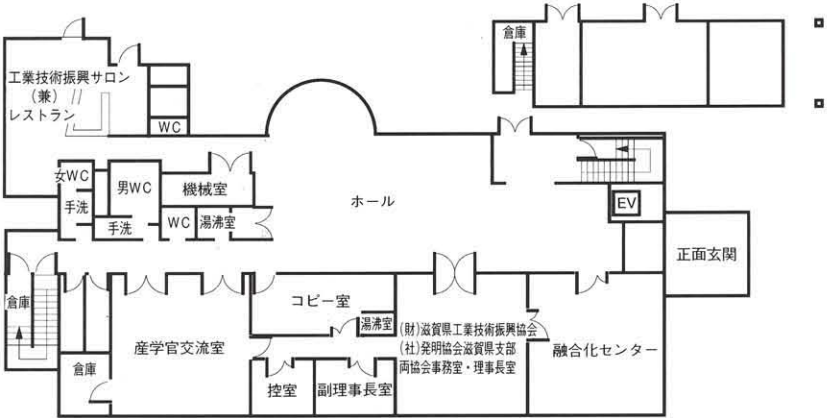 倉庫
工業技術振興サロン
(兼)
レストラン
WC
女WC
男WC
機械室
手洗
手洗
WC
湯沸室
ホール
EV
正面玄関
倉庫
コピー室
湯沸室
産学官交流室
(財)滋賀県工業技術振興協会
(社)発明協会滋賀県支部
両協会事務室・理事長室
融合化センター
倉庫
控室
副理事長室